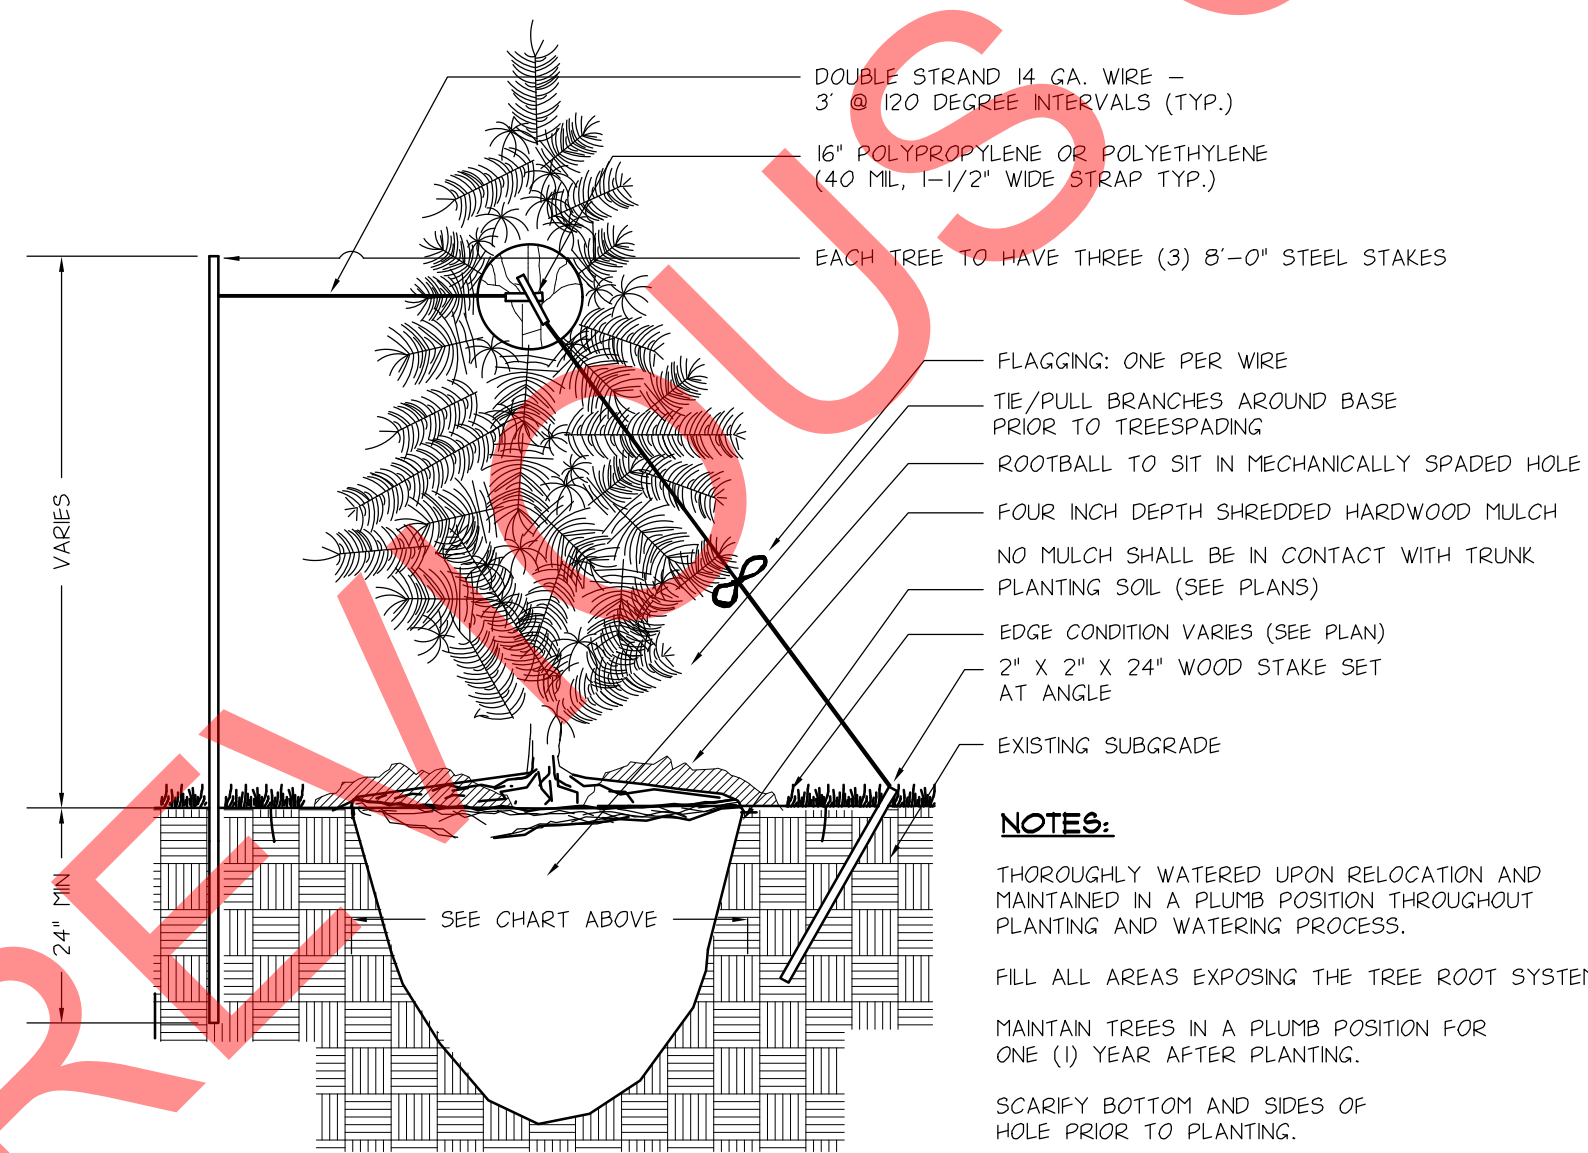 DOUBLE STRAND 14 GA. WIRE –
3' @ 120 DEGREE INTERVALS (TYP.)
16" POLYPROPYLENE OR POLYETHYLENE
(40 MIL, 1-1/2" WIDE STRAP TYP.)
EACH TREE TO HAVE THREE (3) 8'-0" STEEL STAKES
FLAGGING: ONE PER WIRE
TIE/PULL BRANCHES AROUND BASE
PRIOR TO TREESPADING
ROOTBALL TO SIT IN MECHANICALLY SPADED HOLE
FOUR INCH DEPTH SHREDDED HARDWOOD MULCH
NO MULCH SHALL BE IN CONTACT WITH TRUNK
PLANTING SOIL (SEE PLANS)
EDGE CONDITION VARIES (SEE PLAN)
2" X 2" X 24" WOOD STAKE SET
AT ANGLE
EXISTING SUBGRADE
VARIES
24" MIN
SEE CHART ABOVE
NOTES:
THOROUGHLY WATERED UPON RELOCATION AND
MAINTAINED IN A PLUMB POSITION THROUGHOUT
PLANTING AND WATERING PROCESS.
FILL ALL AREAS EXPOSING THE TREE ROOT SYSTEM
MAINTAIN TREES IN A PLUMB POSITION FOR
ONE (1) YEAR AFTER PLANTING.
SCARIFY BOTTOM AND SIDES OF
HOLE PRIOR TO PLANTING.
REVIOUS